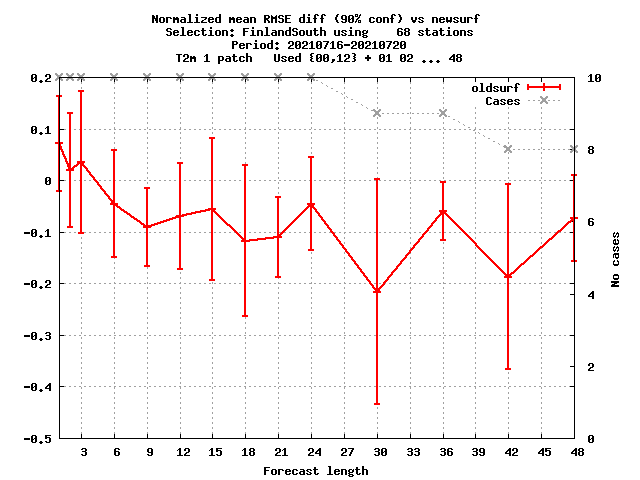 Normalized mean RMSE diff (90% conf) vs newsurf
Selection: FinlandSouth using    68 stations
Period: 20210716-20210720
T2m 1 patch   Used {00,12} + 01 02 ... 48
oldsurf
Cases
0.2
0.1
0
-0.1
-0.2
-0.3
-0.4
-0.5
10
8
6
4
2
0
No cases
3 6 9 12 15 18 21 24 27 30 33 36 39 42 45 48
Forecast length